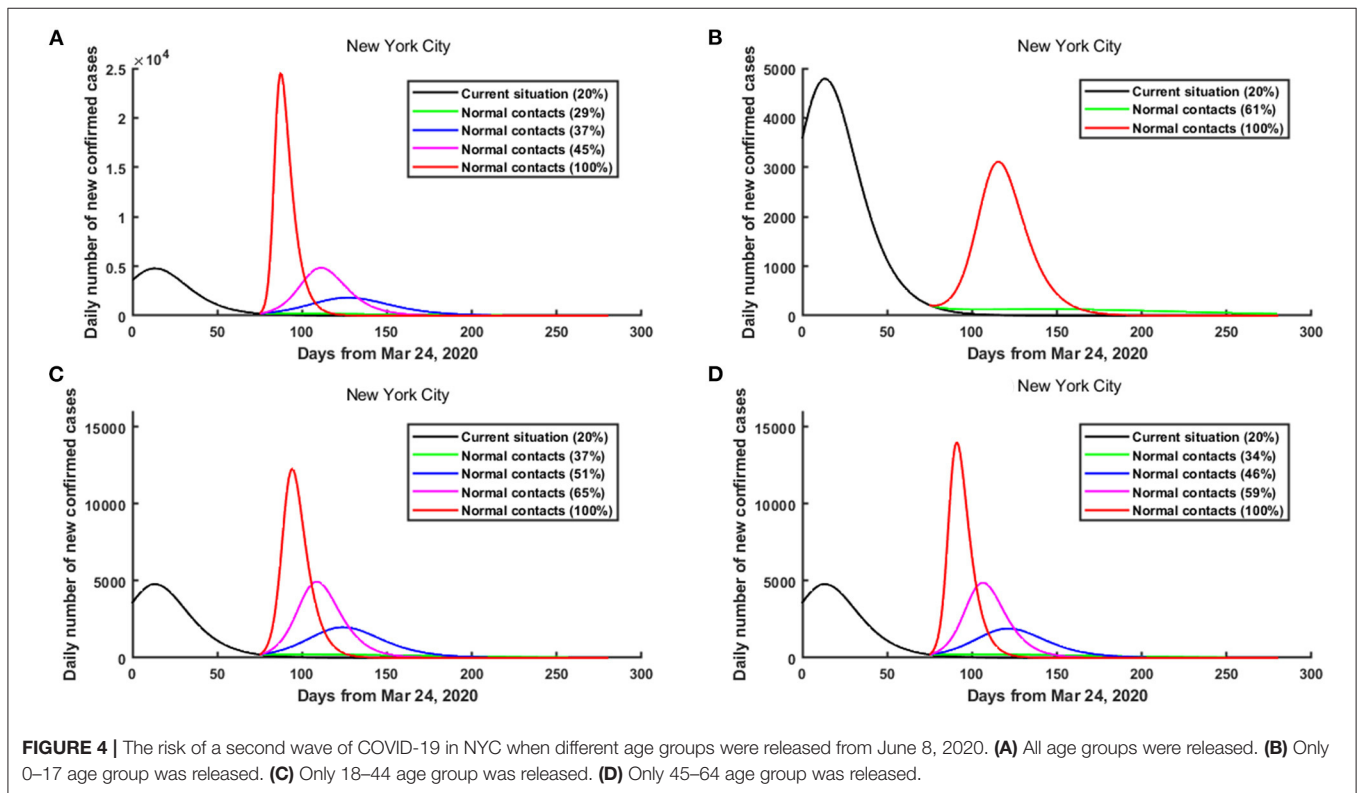 A
New York City
×10⁴
2.5
2
1.5
1
0.5
0
0 50 100 150 200 250 300
Daily number of new confirmed cases
Days from Mar 24, 2020
Current situation (20%)
Normal contacts (29%)
Normal contacts (37%)
Normal contacts (45%)
Normal contacts (100%)
B
New York City
5000
4000
3000
2000
1000
0
0 50 100 150 200 250 300
Daily number of new confirmed cases
Days from Mar 24, 2020
Current situation (20%)
Normal contacts (61%)
Normal contacts (100%)
C
New York City
15000
10000
5000
0
0 50 100 150 200 250 300
Daily number of new confirmed cases
Days from Mar 24, 2020
Current situation (20%)
Normal contacts (37%)
Normal contacts (51%)
Normal contacts (65%)
Normal contacts (100%)
D
New York City
15000
10000
5000
0
0 50 100 150 200 250 300
Daily number of new confirmed cases
Days from Mar 24, 2020
Current situation (20%)
Normal contacts (34%)
Normal contacts (46%)
Normal contacts (59%)
Normal contacts (100%)
FIGURE 4 | The risk of a second wave of COVID-19 in NYC when different age groups were released from June 8, 2020. (A) All age groups were released. (B) Only
0–17 age group was released. (C) Only 18–44 age group was released. (D) Only 45–64 age group was released.